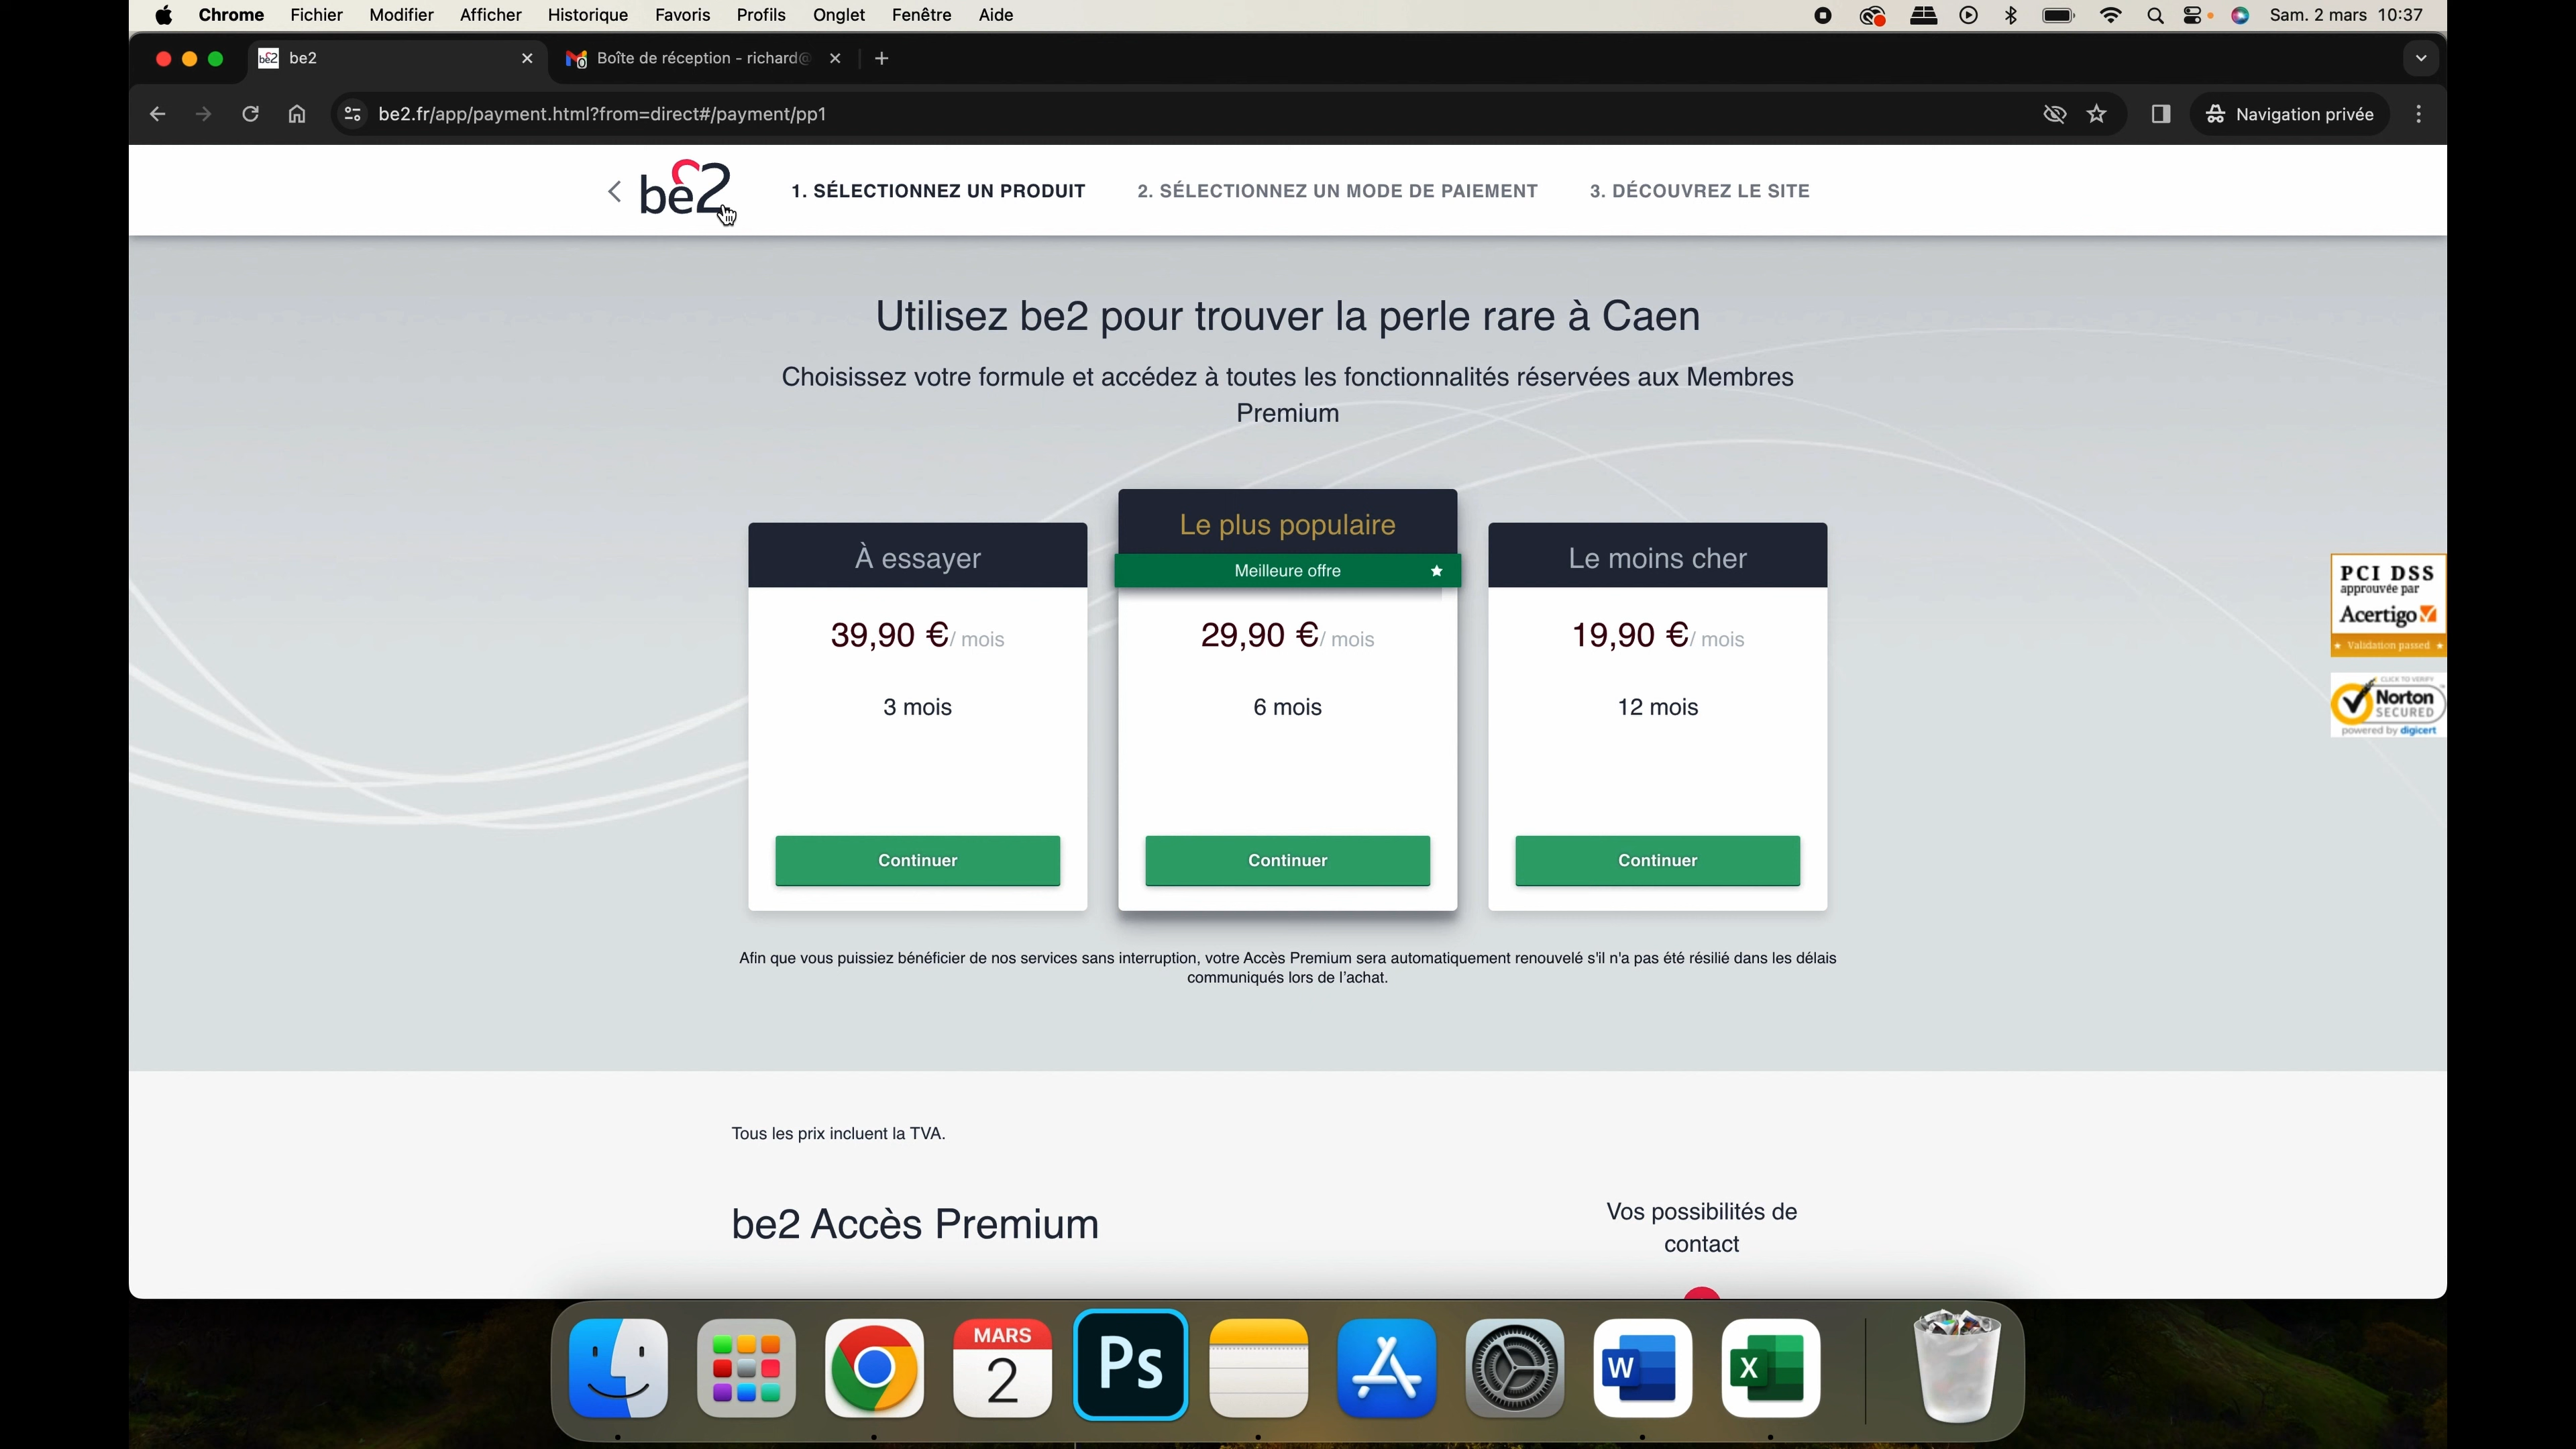 Chrome Fichier Modifier Afficher Historique Favoris Profils Onglet Fenêtre Aide Sam. 2 mars 10:37
be2 Boîte de réception - richard@
be2.fr/app/payment.html?from=direct#/payment/pp1 Navigation privée
be2 1. SÉLECTIONNEZ UN PRODUIT 2. SÉLECTIONNEZ UN MODE DE PAIEMENT 3. DÉCOUVREZ LE SITE
Utilisez be2 pour trouver la perle rare à Caen
Choisissez votre formule et accédez à toutes les fonctionnalités réservées aux Membres
Premium
À essayer
39,90 €/ mois
3 mois
Continuer
Le plus populaire
Meilleure offre
29,90 €/ mois
6 mois
Continuer
Le moins cher
19,90 €/ mois
12 mois
Continuer
PCI DSS
approuvée par
Acertigo
Validation passed
CLICK TO VERIFY
Norton
SECURED
powered by digicert
Afin que vous puissiez bénéficier de nos services sans interruption, votre Accès Premium sera automatiquement renouvelé s'il n'a pas été résilié dans les délais
communiqués lors de l'achat.
Tous les prix incluent la TVA.
be2 Accès Premium
Vos possibilités de
contact
MARS
2
Ps
W
X